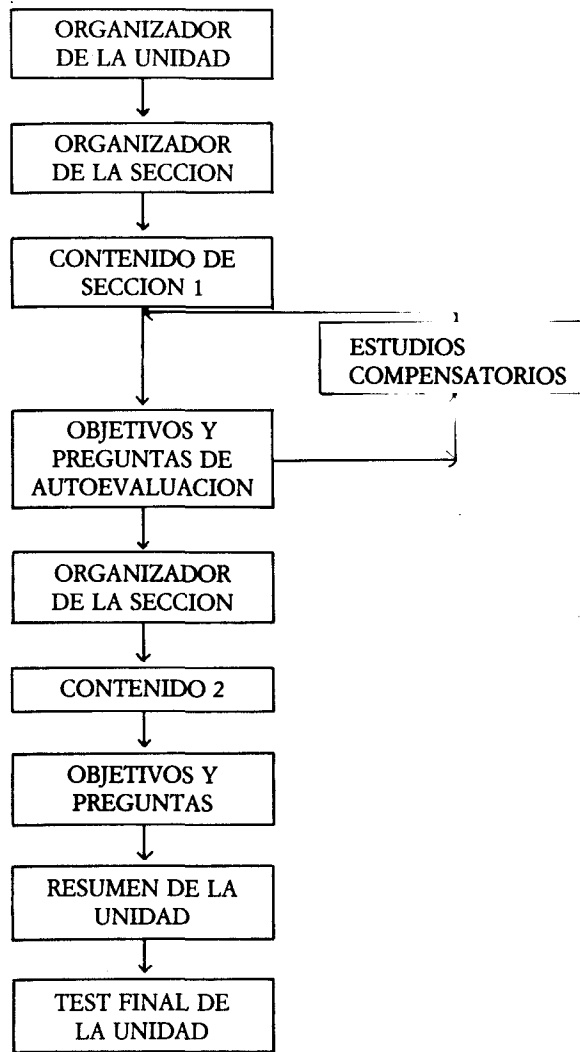 ORGANIZADOR
DE LA UNIDAD
ORGANIZADOR
DE LA SECCION
CONTENIDO DE
SECCION 1
ESTUDIOS
COMPENSATORIOS
OBJETIVOS Y
PREGUNTAS DE
AUTOEVALUACION
ORGANIZADOR
DE LA SECCION
CONTENIDO 2
OBJETIVOS Y
PREGUNTAS
RESUMEN DE LA
UNIDAD
TEST FINAL DE
LA UNIDAD